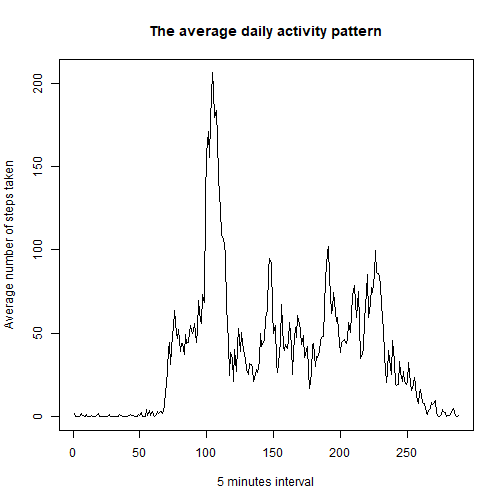 The average daily activity pattern
Average number of steps taken
200
150
100
50
0
0 50 100 150 200 250
5 minutes interval